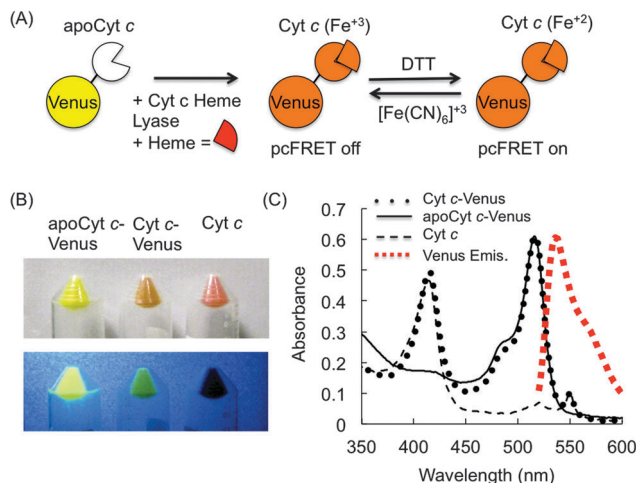 (A)
apoCyt c
Cyt c (Fe+3)
Cyt c (Fe+2)
Venus
+ Cyt c Heme
Lyase
+ Heme =
Venus
DTT
[Fe(CN)6]+3
Venus
pcFRET off
pcFRET on
(B)
apoCyt c-
Venus
Cyt c-
Venus
Cyt c
(C)
Cyt c-Venus
apoCyt c-Venus
Cyt c
Venus Emis.
Absorbance
0.7
0.6
0.5
0.4
0.3
0.2
0.1
0
350 400 450 500 550 600
Wavelength (nm)